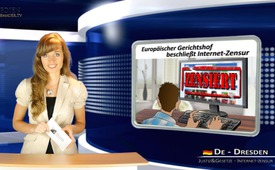 Europäischer Gerichtshof
beschließt Internet-Zensur
ZENSIERT
De - Dresden
Justiz&Gesetze - Internet-Zensur